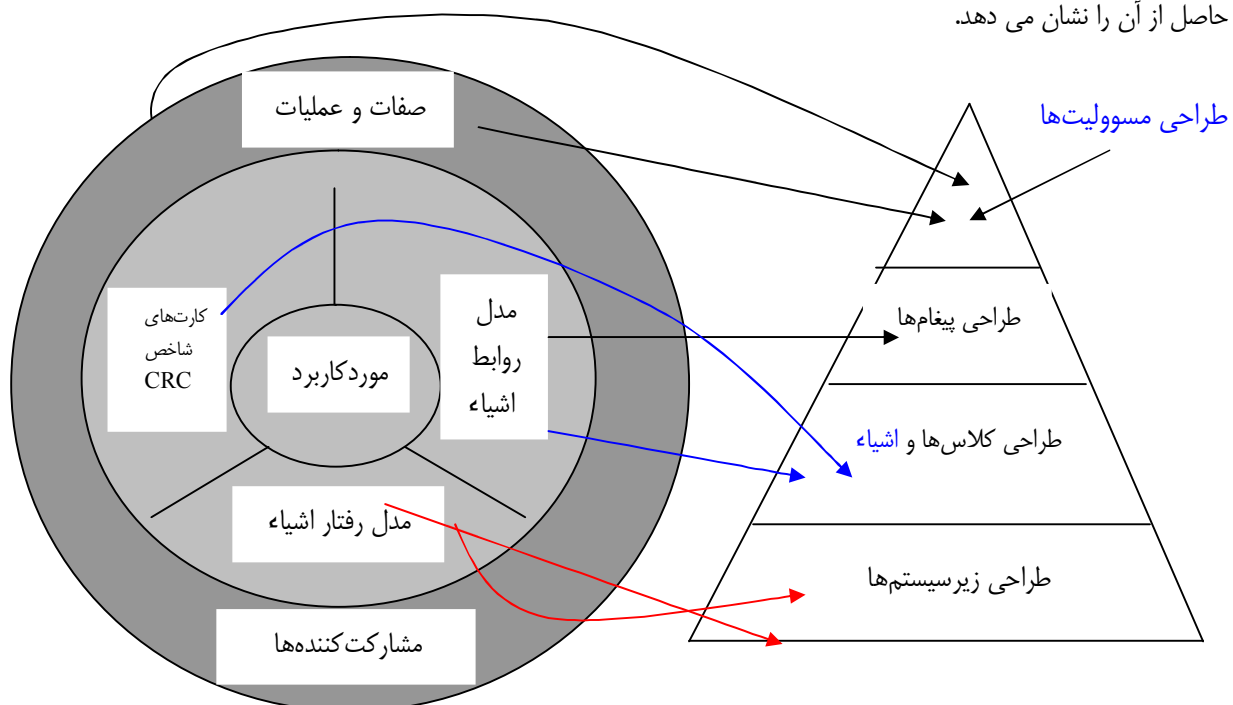 حاصل از آن را نشان می دهد.
طراحی مسوولیت‌ها
صفات و عملیات
کارت‌های
شاخص
CRC
موردکاربرد
مدل
روابط
اشیاء
مدل رفتار اشیاء
مشارکت‌کننده‌ها
طراحی پیغام‌ها
طراحی کلاس‌ها و اشیاء
طراحی زیرسیستم‌ها